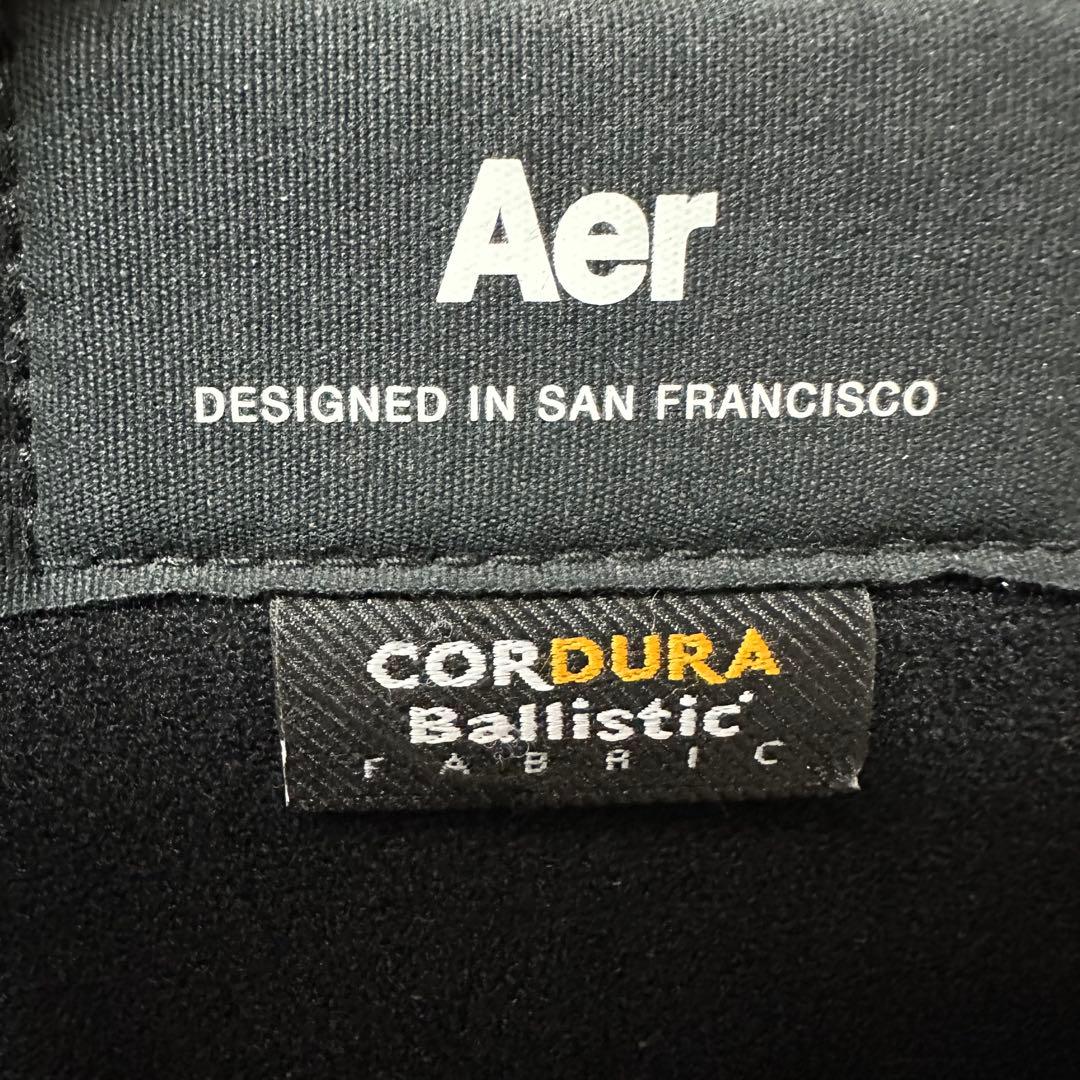 Aer
DESIGNED IN SAN FRANCISCO
CORDURA
Ballistic
FABRIC